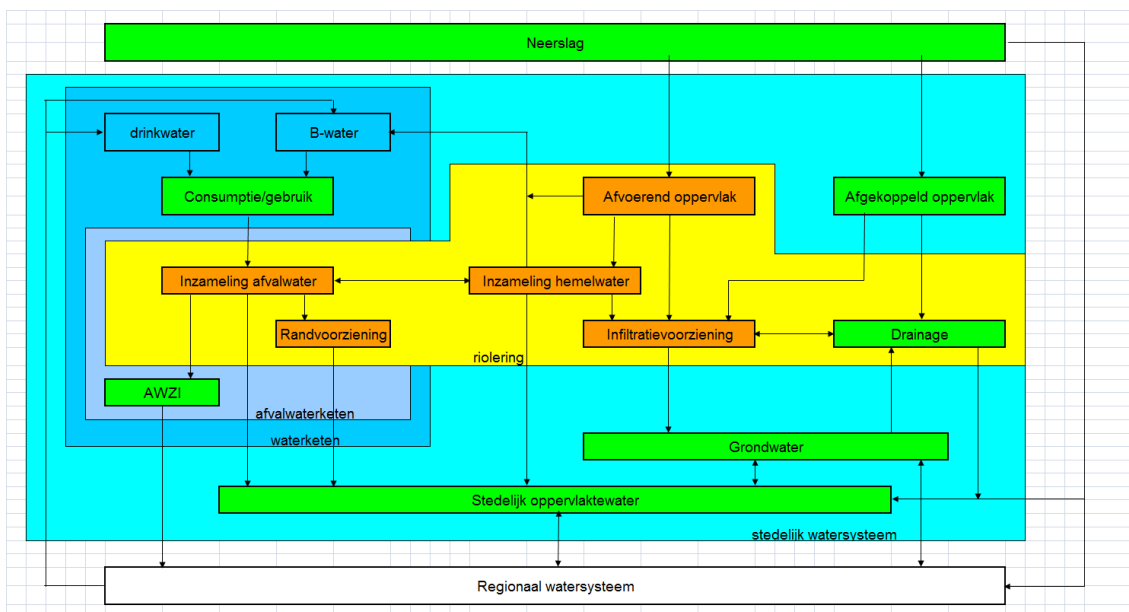 Neerslag
drinkwater
B-water
Consumptie/gebruik
Afvoerend oppervlak
Afgekoppeld oppervlak
Inzameling afvalwater
Inzameling hemelwater
Randvoorziening
Infiltratievoorziening
Drainage
riolering
AWZI
afvalwaterketen
waterketen
Grondwater
Stedelijk oppervlaktewater
stedelijk watersysteem
Regionaal watersysteem